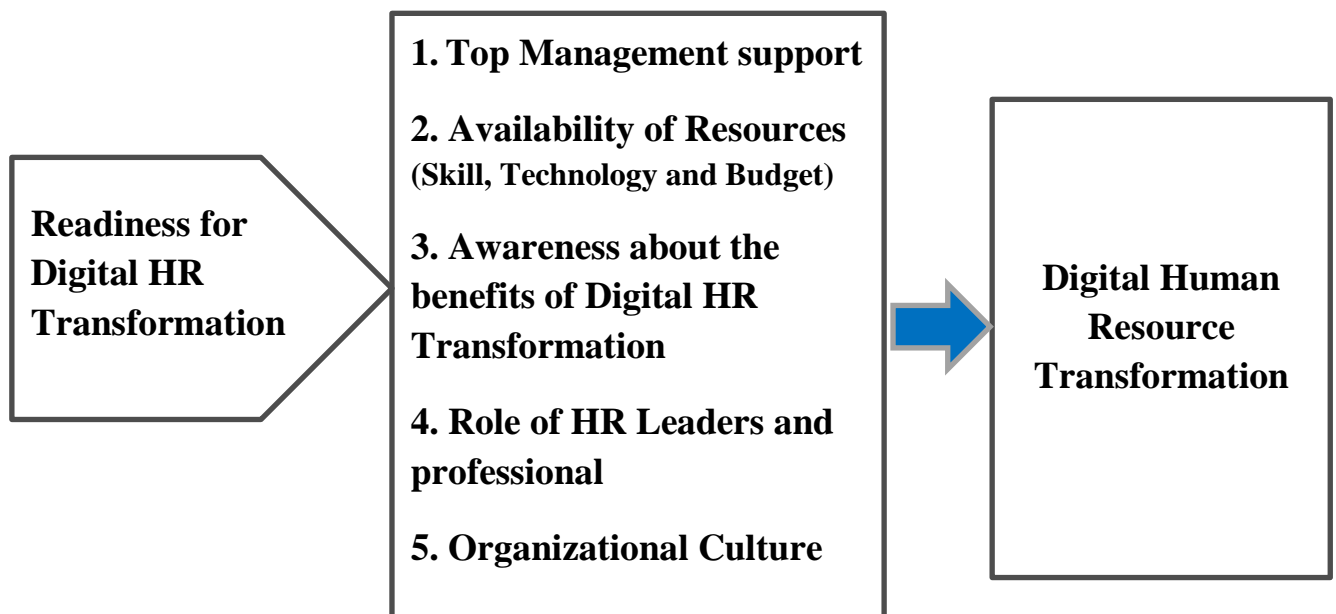 Readiness for
Digital HR
Transformation
1. Top Management support
2. Availability of Resources
(Skill, Technology and Budget)
3. Awareness about the
benefits of Digital HR
Transformation
4. Role of HR Leaders and
professional
5. Organizational Culture
Digital Human
Resource
Transformation